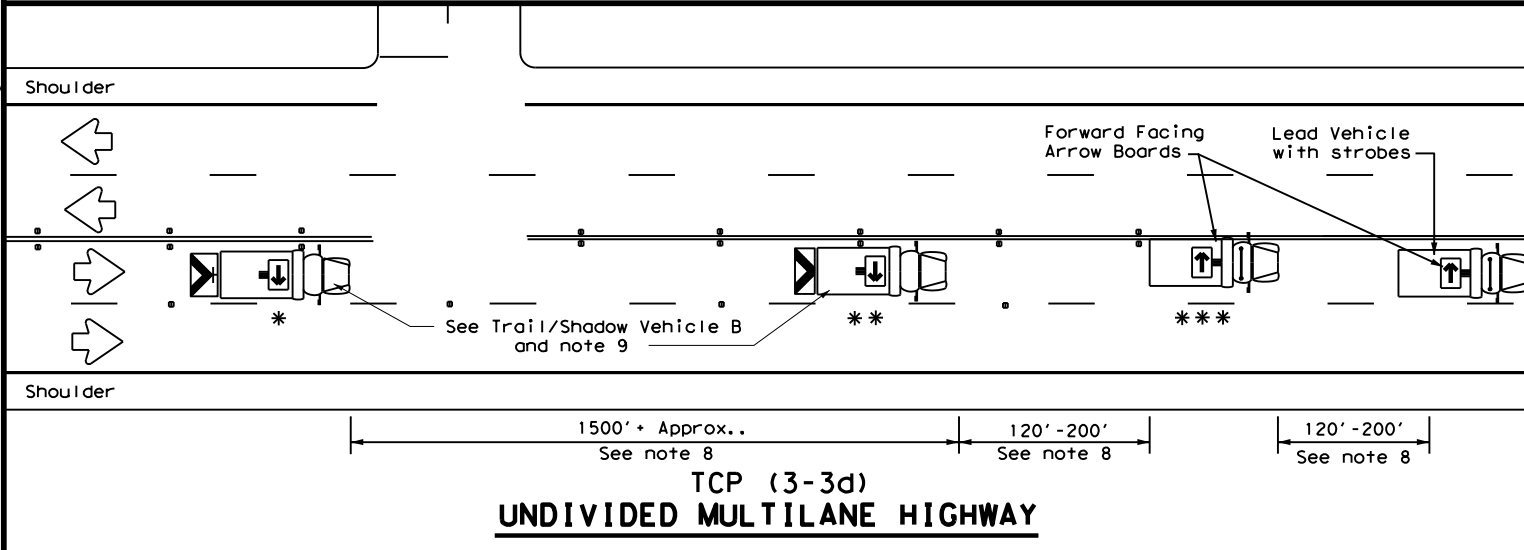 Shoulder
Forward Facing
Arrow Boards
Lead Vehicle
with strobes
*
**
***
See Trail/Shadow Vehicle B
and note 9
Shoulder
1500'+ Approx..
See note 8
120'-200'
See note 8
120'-200'
See note 8
TCP (3-3d)
UNDIVIDED MULTILANE HIGHWAY